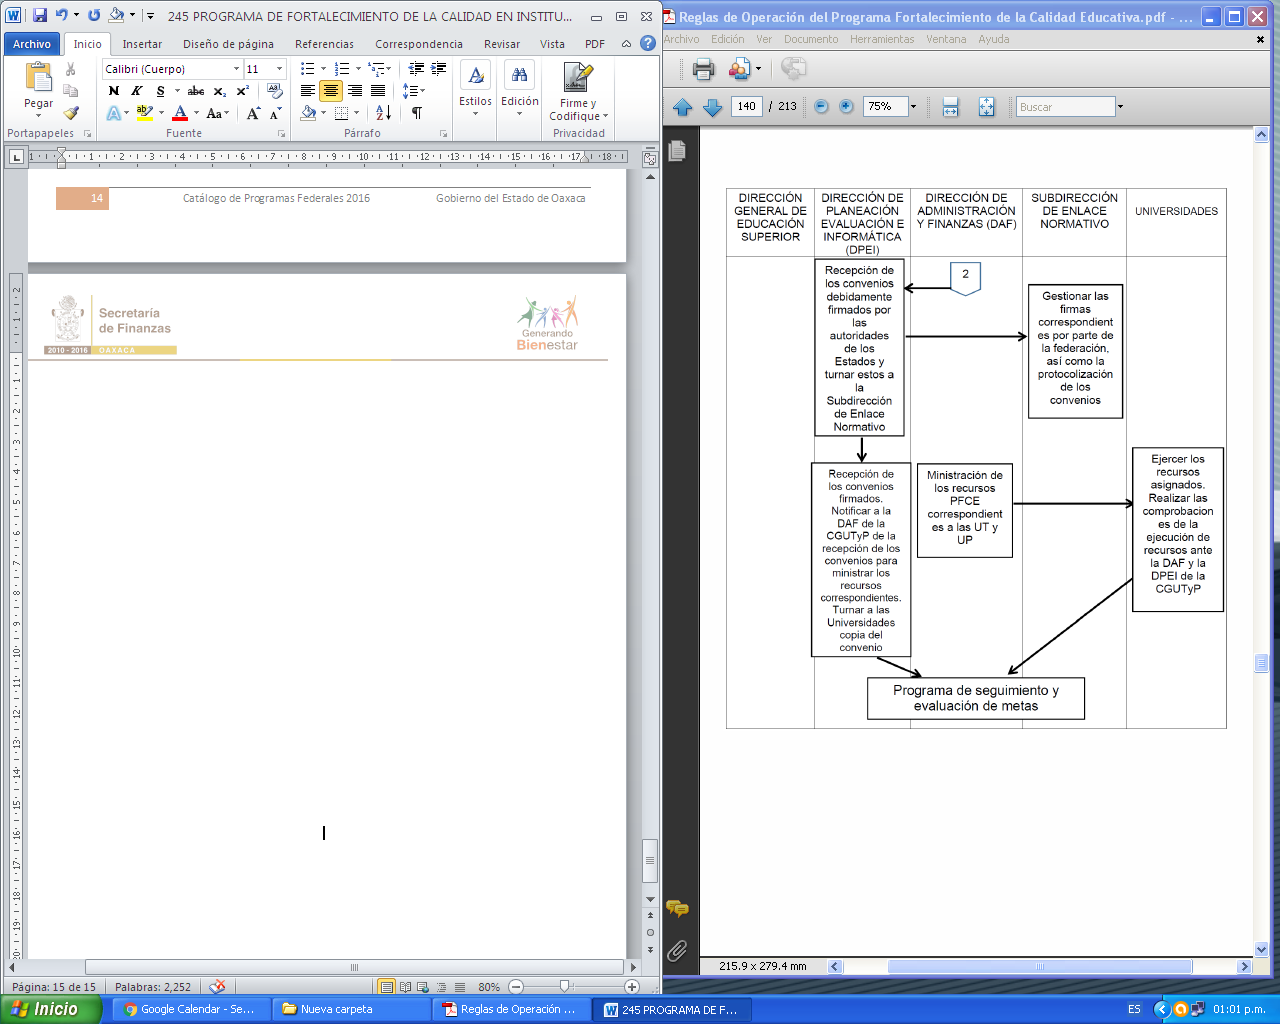 245 PROGRAMA DE FORTALECIMIENTO DE LA CALIDAD EN INSTITU...
Archivo Inicio Insertar Diseño de página Referencias Correspondencia Revisar Vista PDF
Calibri (Cuerpo) 11
Pegar
N K S abc x₂ x²
A ab A Aa A A
Estilos
Edición
Firme y
Codifique
Portapapeles Fuente Párrafo Privacidad
14 Catálogo de Programas Federales 2016 Gobierno del Estado de Oaxaca
Secretaría
de Finanzas
2010 - 2016 OAXACA
Generando
Bienestar
Página: 15 de 15 Palabras: 2,252 80%
Reglas de Operación del Programa Fortalecimiento de la Calidad Educativa.pdf - ...
Archivo Edición Ver Documento Herramientas Ventana Ayuda
140 / 213 75% Buscar
DIRECCIÓN
GENERAL DE
EDUCACIÓN
SUPERIOR
DIRECCIÓN DE
PLANEACIÓN
EVALUACIÓN E
INFORMÁTICA
(DPEI)
DIRECCIÓN DE
ADMINISTRACIÓN
Y FINANZAS (DAF)
SUBDIRECCIÓN
DE ENLACE
NORMATIVO
UNIVERSIDADES
Recepción de
los convenios
debidamente
firmados por
las
autoridades
de los
Estados y
turnar estos a
la
Subdirección
de Enlace
Normativo
2
Gestionar las
firmas
correspondient
es por parte de
la federación,
así como la
protocolización
de los
convenios
Recepción de
los convenios
firmados.
Notificar a la
DAF de la
CGUTyP de la
recepción de los
convenios para
ministrar los
recursos
correspondientes.
Turnar a las
Universidades
copia del
convenio
Ministración de
los recursos
PFCE
correspondient
es a las UT y
UP
Ejercer los
recursos
asignados.
Realizar las
comprobacion
es de la
ejecución de
recursos ante
la DAF y la
DPEI de la
CGUTyP
Programa de seguimiento y
evaluación de metas
215.9 x 279.4 mm
Inicio Google Calendar - Se... Nueva carpeta Reglas de Operación ... 245 PROGRAMA DE F... ES 01:01 p.m.